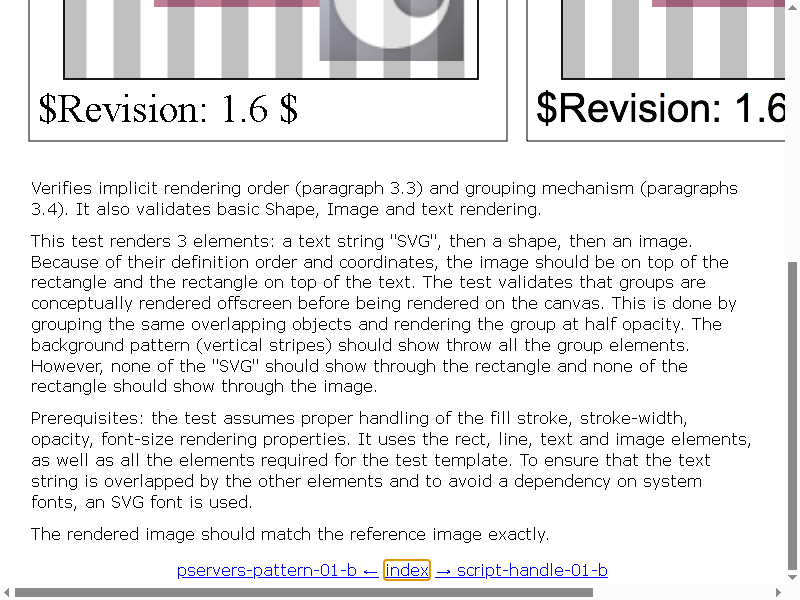 $Revision: 1.6 $
$Revision: 1.6
Verifies implicit rendering order (paragraph 3.3) and grouping mechanism (paragraphs
3.4). It also validates basic Shape, Image and text rendering.
This test renders 3 elements: a text string "SVG", then a shape, then an image.
Because of their definition order and coordinates, the image should be on top of the
rectangle and the rectangle on top of the text. The test validates that groups are
conceptually rendered offscreen before being rendered on the canvas. This is done by
grouping the same overlapping objects and rendering the group at half opacity. The
background pattern (vertical stripes) should show throw all the group elements.
However, none of the "SVG" should show through the rectangle and none of the
rectangle should show through the image.
Prerequisites: the test assumes proper handling of the fill stroke, stroke-width,
opacity, font-size rendering properties. It uses the rect, line, text and image elements,
as well as all the elements required for the test template. To ensure that the text
string is overlapped by the other elements and to avoid a dependency on system
fonts, an SVG font is used.
The rendered image should match the reference image exactly.
pservers-pattern-01-b ← index → script-handle-01-b